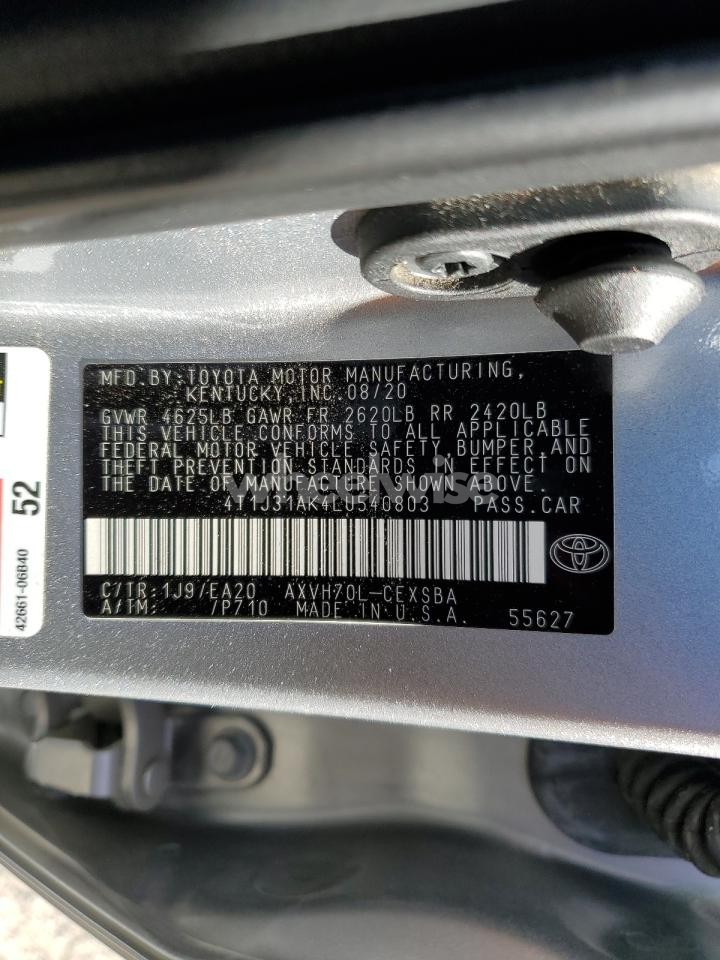 MFD.BY:TOYOTA MOTOR MANUFACTURING,
KENTUCKY,INC.08/20
GVWR 4625LB GAWR FR 2620LB RR 2420LB
THIS VEHICLE CONFORMS TO ALL APPLICABLE
FEDERAL MOTOR VEHICLE SAFETY,BUMPER,AND
THEFT PREVENTION STANDARDS IN EFFECT ON
THE DATE OF MANUFACTURE SHOWN ABOVE.
4T1J31AK4LU540803 PASS.CAR
C/TR:1J9/EA20 AXVH70L-CEXSBA
A/TM: /P710 MADE IN U.S.A. 55627
52
42661-06B40